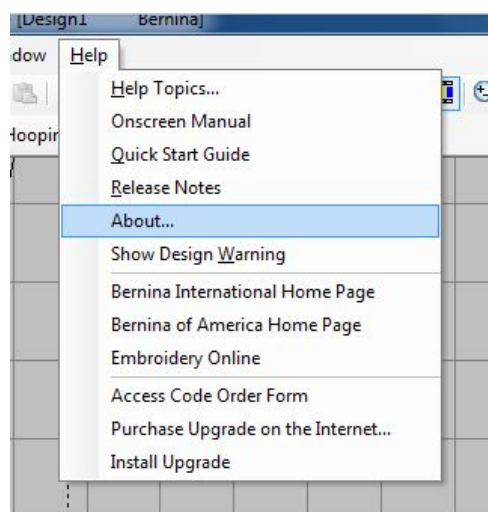 [Design1 Bernina]
dow Help
Hoopin
Help Topics...
Onscreen Manual
Quick Start Guide
Release Notes
About...
Show Design Warning
Bernina International Home Page
Bernina of America Home Page
Embroidery Online
Access Code Order Form
Purchase Upgrade on the Internet...
Install Upgrade